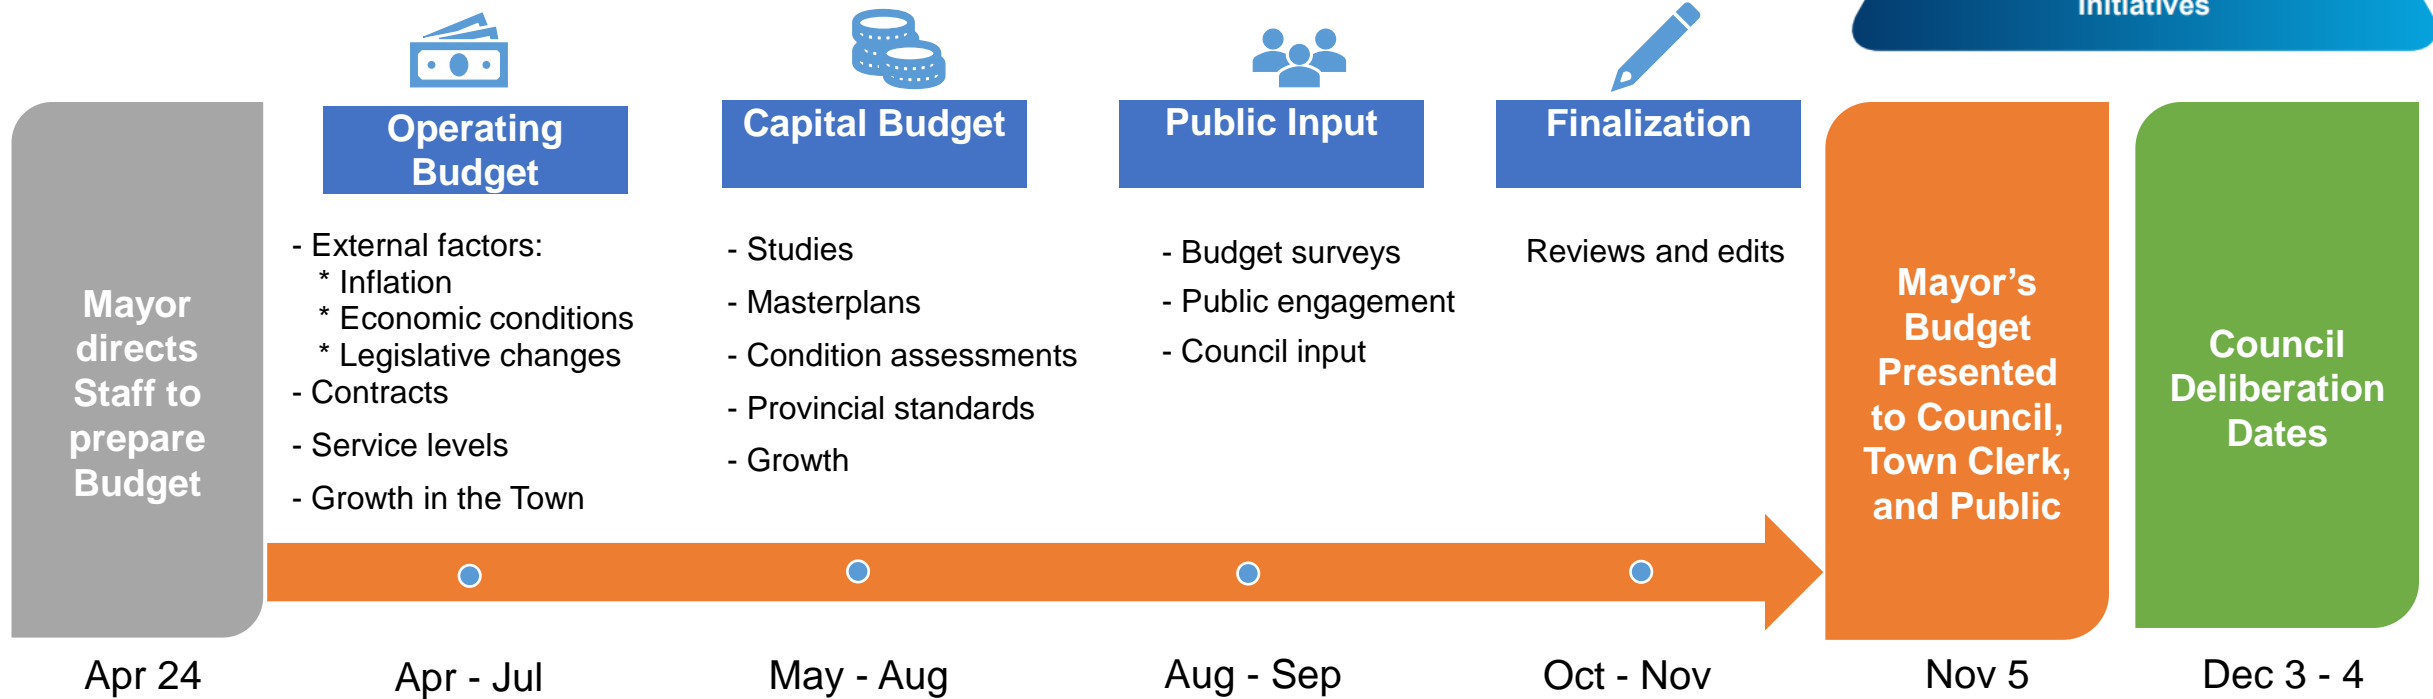 Initiatives
Mayor
directs
Staff to
prepare
Budget
Operating
Budget
- External factors:
* Inflation
* Economic conditions
* Legislative changes
- Contracts
- Service levels
- Growth in the Town
Capital Budget
- Studies
- Masterplans
- Condition assessments
- Provincial standards
- Growth
Public Input
- Budget surveys
- Public engagement
- Council input
Finalization
Reviews and edits
Mayor’s
Budget
Presented
to Council,
Town Clerk,
and Public
Council
Deliberation
Dates
Apr 24
Apr - Jul
May - Aug
Aug - Sep
Oct - Nov
Nov 5
Dec 3 - 4